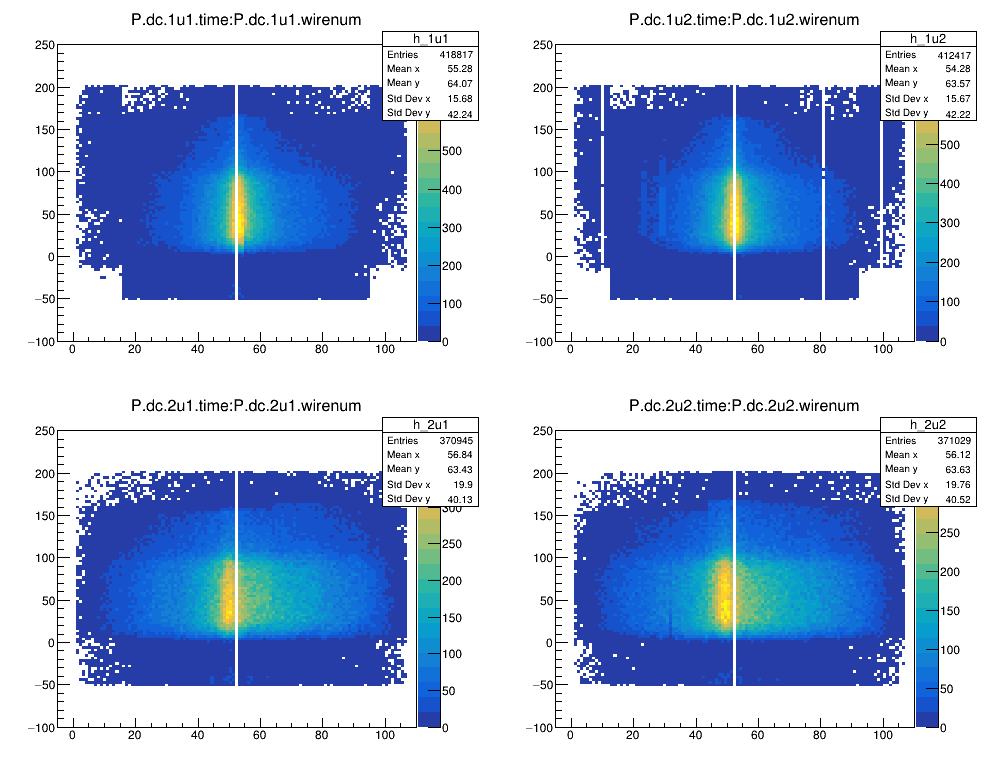 P.dc.1u1.time:P.dc.1u1.wirenum
h_1u1
Entries 418817
Mean x 55.28
Mean y 64.07
Std Dev x 15.68
Std Dev y 42.24
250
200
150
100
50
0
−50
−100
0 20 40 60 80 100
500
400
300
200
100
0
P.dc.1u2.time:P.dc.1u2.wirenum
h_1u2
Entries 412417
Mean x 54.28
Mean y 63.57
Std Dev x 15.67
Std Dev y 42.22
250
200
150
100
50
0
−50
−100
0 20 40 60 80 100
500
400
300
200
100
0
P.dc.2u1.time:P.dc.2u1.wirenum
h_2u1
Entries 370945
Mean x 56.84
Mean y 63.43
Std Dev x 19.9
Std Dev y 40.13
250
200
150
100
50
0
−50
−100
0 20 40 60 80 100
300
250
200
150
100
50
0
P.dc.2u2.time:P.dc.2u2.wirenum
h_2u2
Entries 371029
Mean x 56.12
Mean y 63.63
Std Dev x 19.76
Std Dev y 40.52
250
200
150
100
50
0
−50
−100
0 20 40 60 80 100
250
200
150
100
50
0